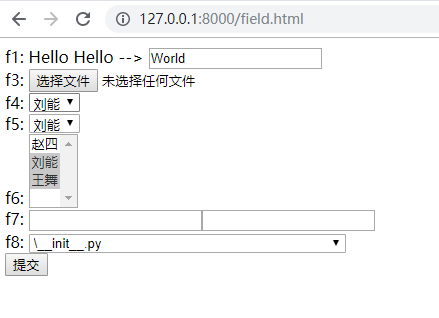 127.0.0.1:8000/field.html
f1: Hello Hello --> World
f3: 选择文件 未选择任何文件
f4: 刘能
f5: 刘能
赵四
刘能
王舞
f6:
f7:
f8: \__init__.py
提交